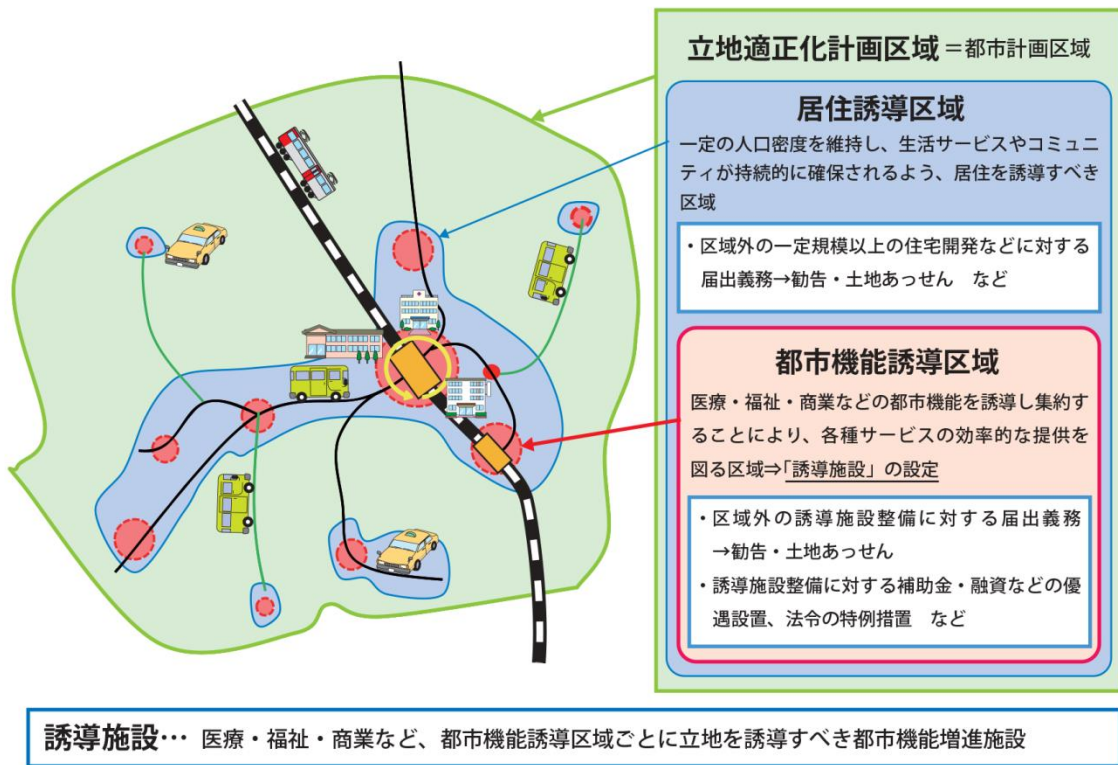 立地適正化計画区域＝都市計画区域
居住誘導区域
一定の人口密度を維持し、生活サービスやコミュニ
ティが持続的に確保されるよう、居住を誘導すべき
区域
・区域外の一定規模以上の住宅開発などに対する
届出義務→勧告・土地あっせん　など
都市機能誘導区域
医療・福祉・商業などの都市機能を誘導し集約す
ることにより、各種サービスの効率的な提供を
図る区域⇒「誘導施設」の設定
・区域外の誘導施設整備に対する届出義務
→勧告・土地あっせん
・誘導施設整備に対する補助金・融資などの優
遇設置、法令の特例措置　など
誘導施設… 医療・福祉・商業など、都市機能誘導区域ごとに立地を誘導すべき都市機能増進施設